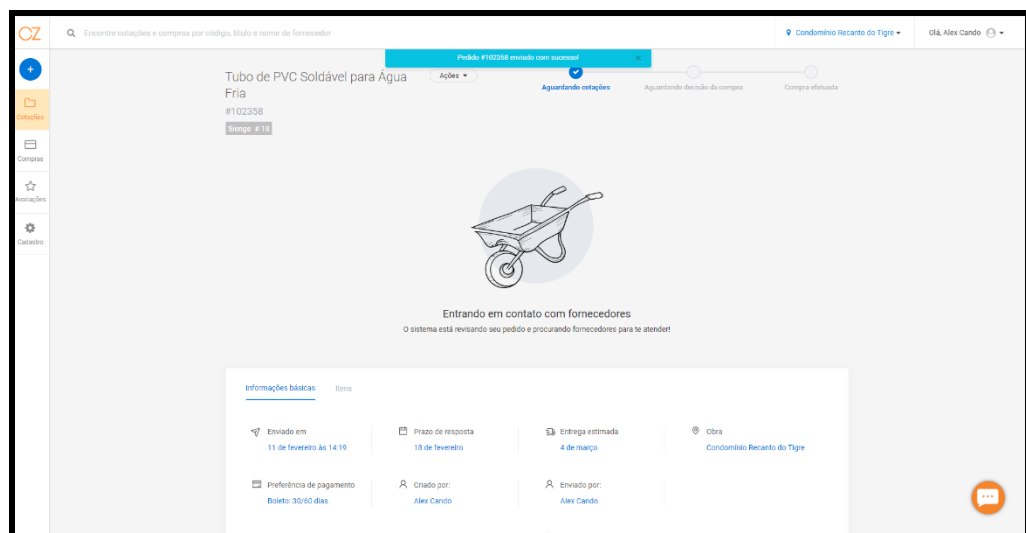 CZ
Encontre cotações e compras por código, título e nome de fornecedor
Condomínio Recanto do Tigre
Olá, Alex Cando
Pedido #102358 enviado com sucesso!
×
+
Cotações
Compras
Avaliações
Cadastro
Tubo de PVC Soldável para Água
Fria
#102358
Sienge # 18
Ações
Aguardando cotações
Aguardando decisão da compra
Compra efetuada
Entrando em contato com fornecedores
O sistema está revisando seu pedido e procurando fornecedores para te atender!
Informações básicas
Itens
Enviado em
11 de fevereiro às 14:19
Prazo de resposta
18 de fevereiro
Entrega estimada
4 de março
Obra
Condomínio Recanto do Tigre
Preferência de pagamento
Boleto: 30/60 dias
Criado por:
Alex Cando
Enviado por:
Alex Cando